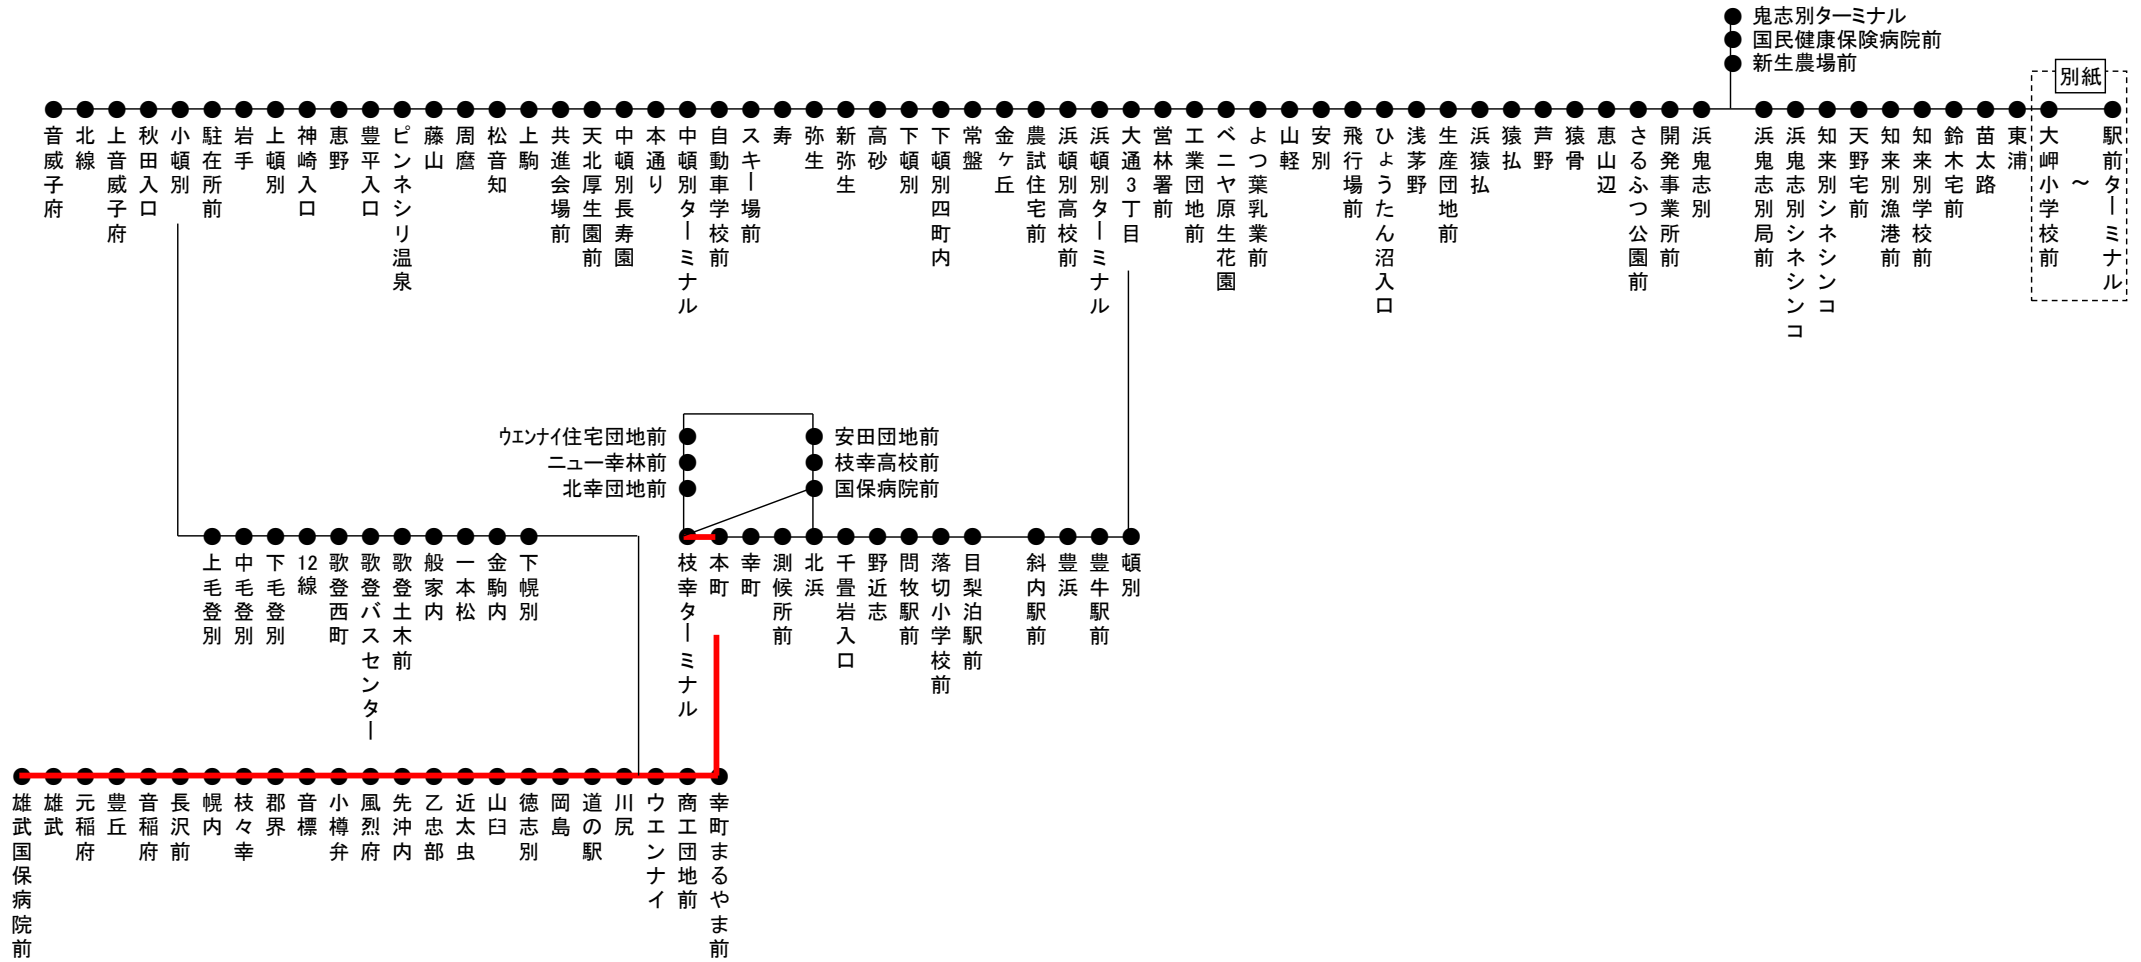 鬼志別ターミナル
国民健康保険病院前
新生農場前
別紙
音威子府
北線
上音威子府
秋田入口
小頓別
駐在所前
岩手
上頓別
神崎入口
恵野
豊平入口
ピンネシリ温泉
藤山
周麿
松音知
上駒
共進会場前
天北厚生園前
中頓別長寿園
本通り
中頓別ターミナル
自動車学校前
スキー場前
寿
弥生
新弥生
高砂
下頓別
下頓別四町内
常盤
金ヶ丘
農試住宅前
浜頓別高校前
浜頓別ターミナル
大通3丁目
営林署前
工業団地前
ベニヤ原生花園
よつ葉乳業前
山軽
安別
飛行場前
ひょうたん沼入口
浅茅野
生産団地前
浜猿払
猿払
芦野
猿骨
恵山辺
さるふつ公園前
開発事業所前
浜鬼志別
浜鬼志別局前
浜鬼志別シネシンコ
知来別シネシンコ
天野宅前
知来別漁港前
知来別学校前
鈴木宅前
苗太路
東浦
大岬小学校前
～
駅前ターミナル
ウエンナイ住宅団地前
ニュー幸林前
北幸団地前
安田団地前
枝幸高校前
国保病院前
上毛登別
中毛登別
下毛登別
12線
歌登西町
歌登バスセンター
歌登土木前
般家内
一本松
金駒内
下幌別
枝幸ターミナル
本町
幸町
測候所前
北浜
千畳岩入口
野近志
問牧駅前
落切小学校前
目梨泊駅前
斜内駅前
豊浜
豊牛駅前
頓別
雄武国保病院前
雄武
元稲府
豊丘
音稲府
長沢前
幌内
枝々幸
郡界
音標
小樽弁
風烈府
先沖内
乙忠部
近太虫
山臼
徳志別
岡島
道の駅
川尻
ウエンナイ
商工団地前
幸町まるやま前